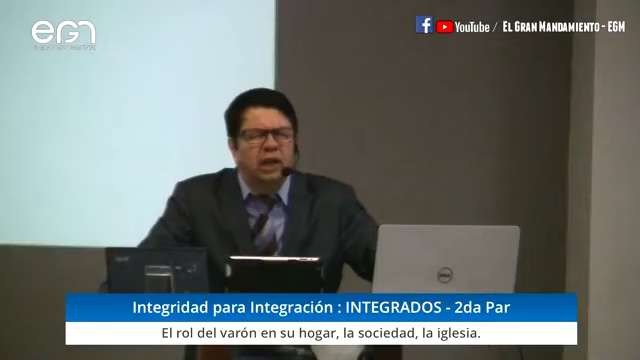 EGM
YouTube / El Gran Mandamiento - EGM
DELL
Integridad para Integración : INTEGRADOS - 2da Par
El rol del varón en su hogar, la sociedad, la iglesia.